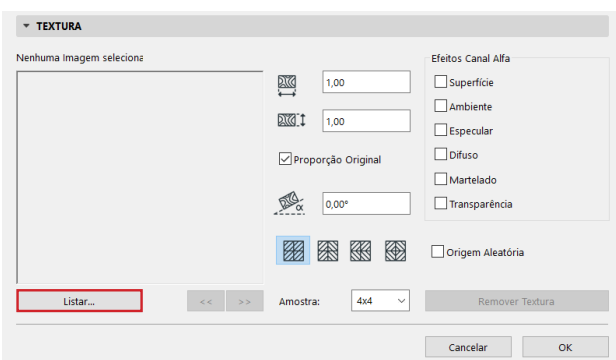 TEXTURA
Nenhuma Imagem seleciona
Efeitos Canal Alfa
1,00
Superfície
Ambiente
1,00
Especular
Proporção Original
Difuso
Martelado
α
0,00°
Transparência
Origem Aleatória
Listar...
<< >>
Amostra:
4x4
Remover Textura
Cancelar
OK